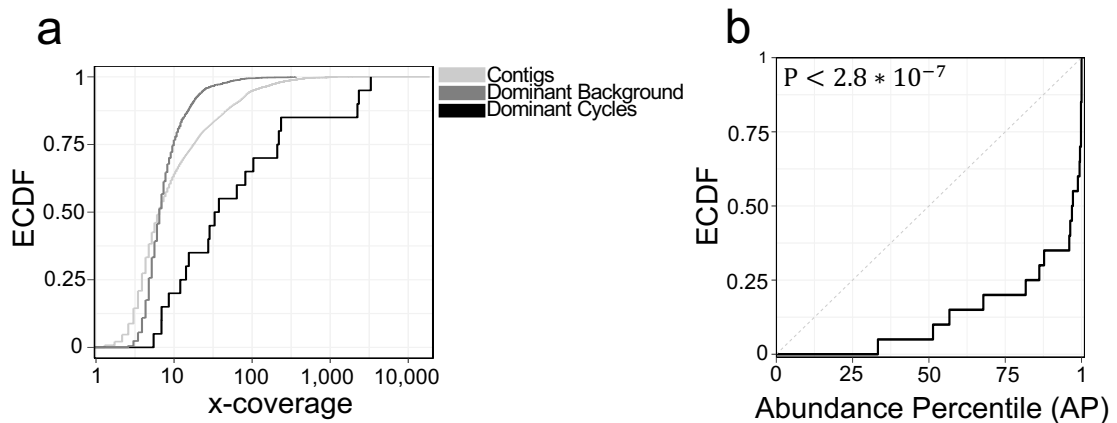 a
1
0.75
0.50
0.25
0
ECDF
1
10
100
1,000
10,000
x-coverage
Contigs
Dominant Background
Dominant Cycles
b
P < 2.8 * 10⁻⁷
1
0.75
0.50
0.25
0
ECDF
0
25
50
75
1
Abundance Percentile (AP)